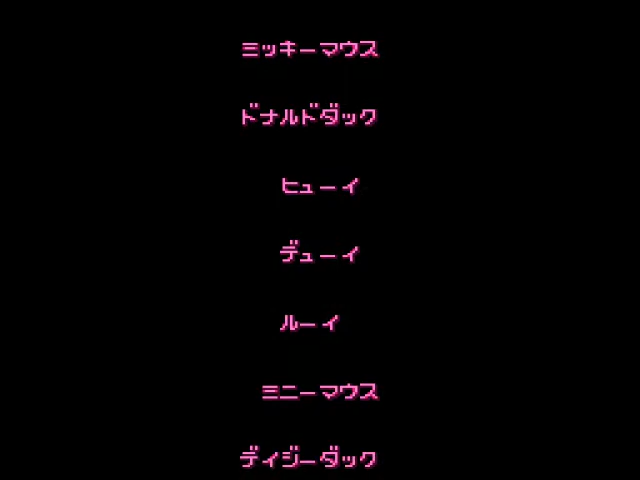 ミッキーマウス
ドナルドダック
ヒューイ
デューイ
ルーイ
ミニーマウス
デイジーダック